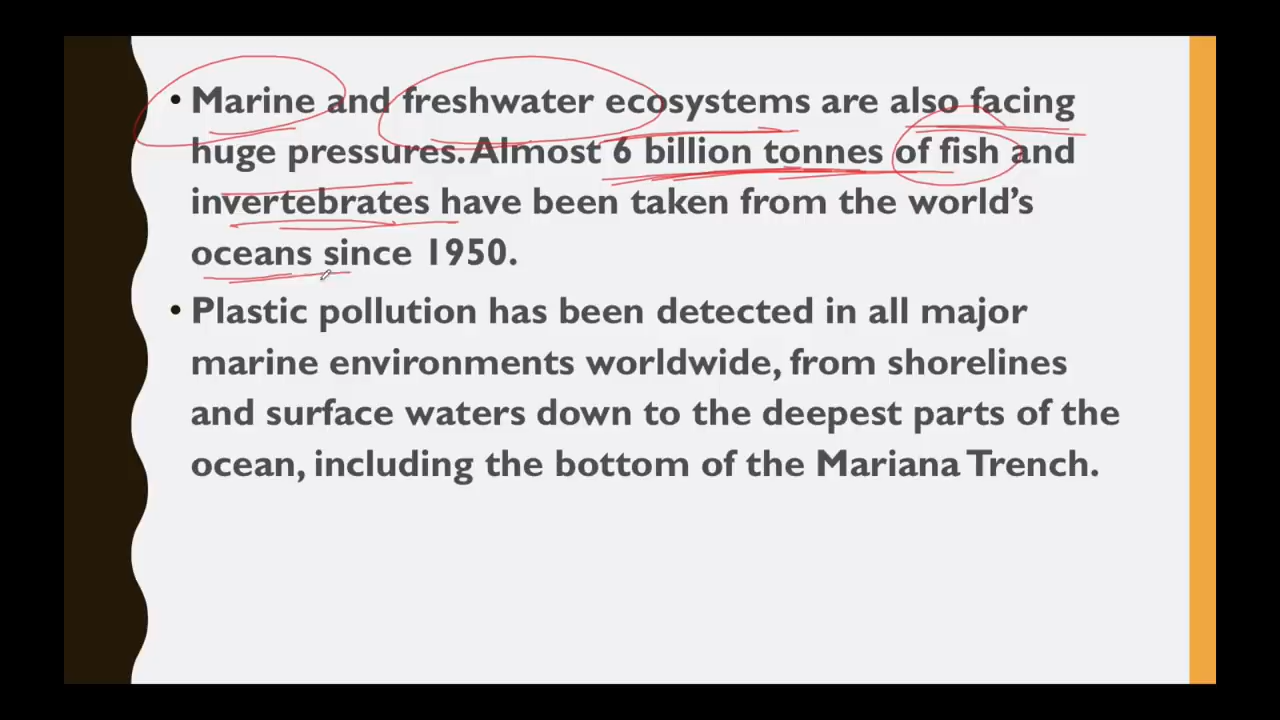 • Marine and freshwater ecosystems are also facing
huge pressures. Almost 6 billion tonnes of fish and
invertebrates have been taken from the world's
oceans since 1950.
• Plastic pollution has been detected in all major
marine environments worldwide, from shorelines
and surface waters down to the deepest parts of the
ocean, including the bottom of the Mariana Trench.